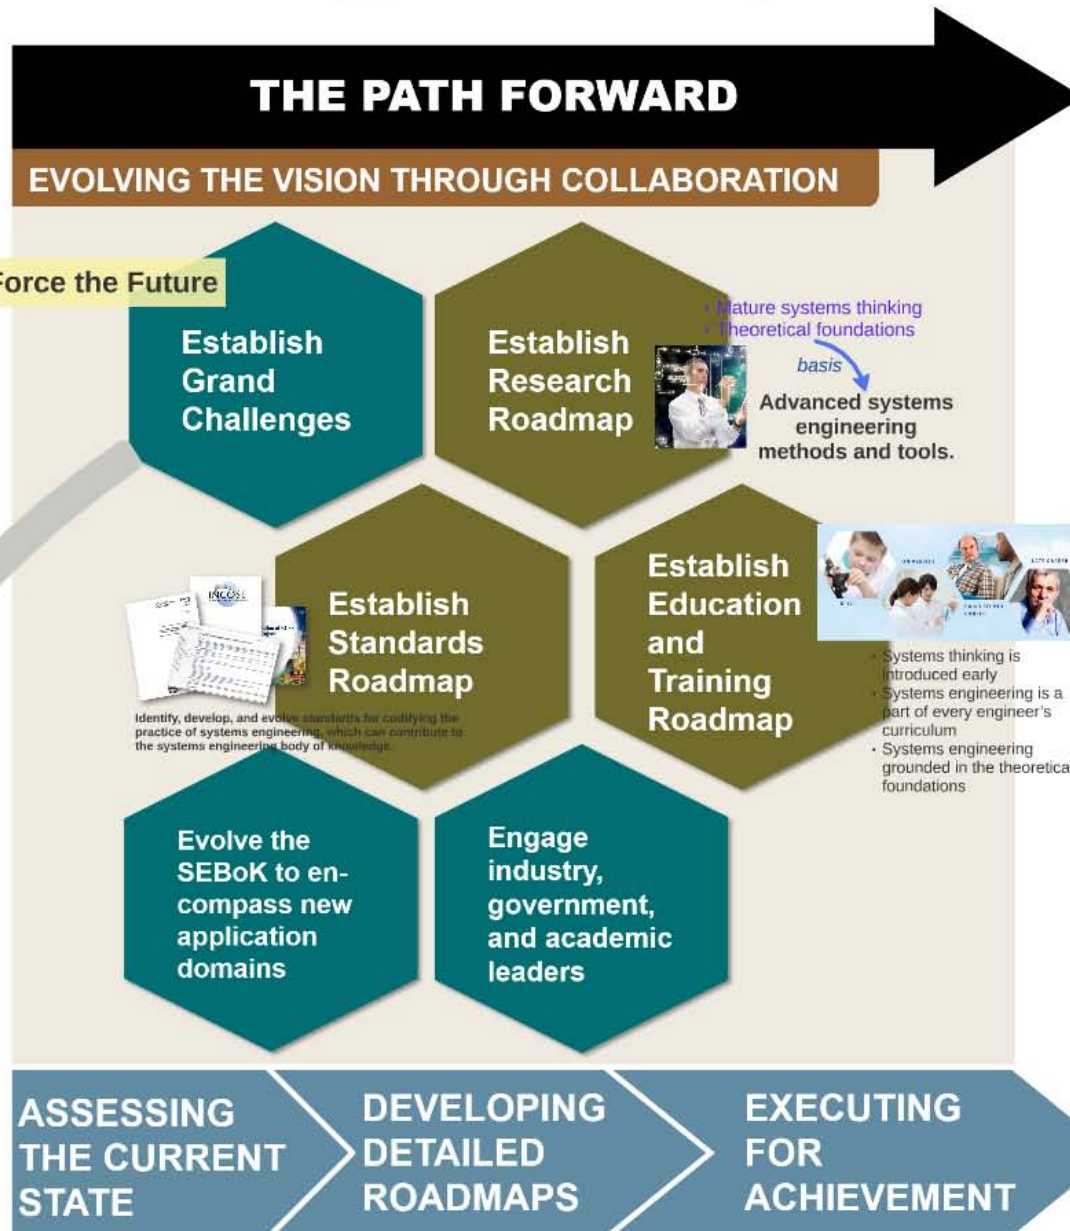 THE PATH FORWARD
EVOLVING THE VISION THROUGH COLLABORATION
Force the Future
Establish
Grand
Challenges
Establish
Research
Roadmap
• Mature systems thinking
• Theoretical foundations
basis
Advanced systems
engineering
methods and tools.
INCOSE
Establish
Standards
Roadmap
Identify, develop, and evolve standards for codifying the
practice of systems engineering, which can contribute to
the systems engineering body of knowledge.
Establish
Education
and
Training
Roadmap
• Systems thinking is
introduced early
• Systems engineering is a
part of every engineer's
curriculum
• Systems engineering
grounded in the theoretica
foundations
Evolve the
SEBoK to en-
compass new
application
domains
Engage
industry,
government,
and academic
leaders
ASSESSING
THE CURRENT
STATE
DEVELOPING
DETAILED
ROADMAPS
EXECUTING
FOR
ACHIEVEMENT